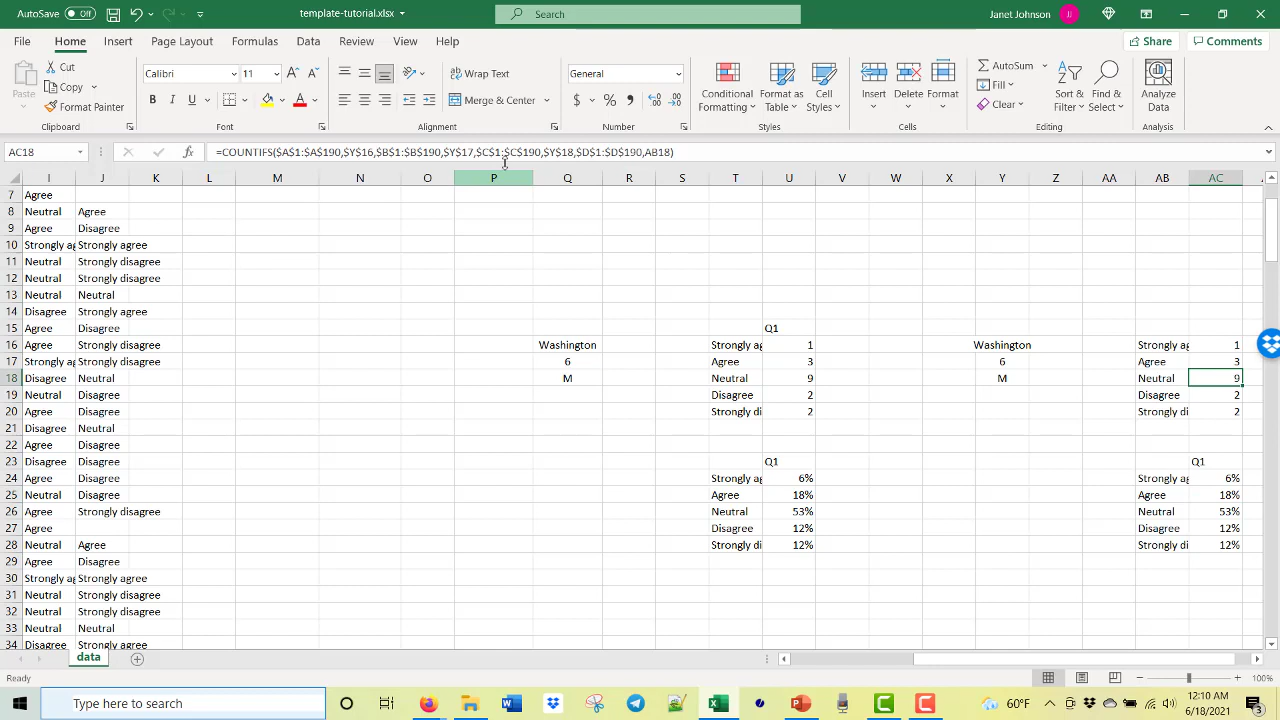 AutoSave Off template-tutorial.xlsx Search Janet Johnson JJ
File Home Insert Page Layout Formulas Data Review View Help Share Comments
Paste Cut Copy Format Painter Clipboard
Calibri 11 B I U A A Font
Wrap Text Merge & Center Alignment
General $ % , Number
Conditional Formatting Format as Table Cell Styles Styles
Insert Delete Format Cells
AutoSum Fill Clear Sort & Filter Find & Select Editing
Analyze Data Analysis
AC18 fx =COUNTIFS($A$1:$A$190,$Y$16,$B$1:$B$190,$Y$17,$C$1:$C$190,$Y$18,$D$1:$D$190,AB18)
I J K L M N O P Q R S T U V W X Y Z AA AB AC
7 Agree
8 Neutral Agree
9 Agree Disagree
10 Strongly ag Strongly agree
11 Neutral Strongly disagree
12 Neutral Strongly disagree
13 Neutral Neutral
14 Disagree Strongly agree
15 Agree Disagree Q1
16 Agree Strongly disagree Washington Strongly ag 1 Washington Strongly ag 1
17 Strongly ag Strongly disagree 6 Agree 3 6 Agree 3
18 Disagree Neutral M Neutral 9 M Neutral 9
19 Neutral Disagree Disagree 2 Disagree 2
20 Agree Disagree Strongly di 2 Strongly di 2
21 Disagree Neutral
22 Agree Disagree
23 Disagree Disagree Q1 Q1
24 Agree Disagree Strongly ag 6% Strongly ag 6%
25 Neutral Disagree Agree 18% Agree 18%
26 Agree Strongly disagree Neutral 53% Neutral 53%
27 Agree Disagree 12% Disagree 12%
28 Neutral Agree Strongly di 12% Strongly di 12%
29 Agree Disagree
30 Strongly ag Strongly agree
31 Neutral Strongly disagree
32 Neutral Strongly disagree
33 Neutral Neutral
34 Disagree Strongly agree
data
Ready 100%
Type here to search 60°F 12:10 AM
6/18/2021 3